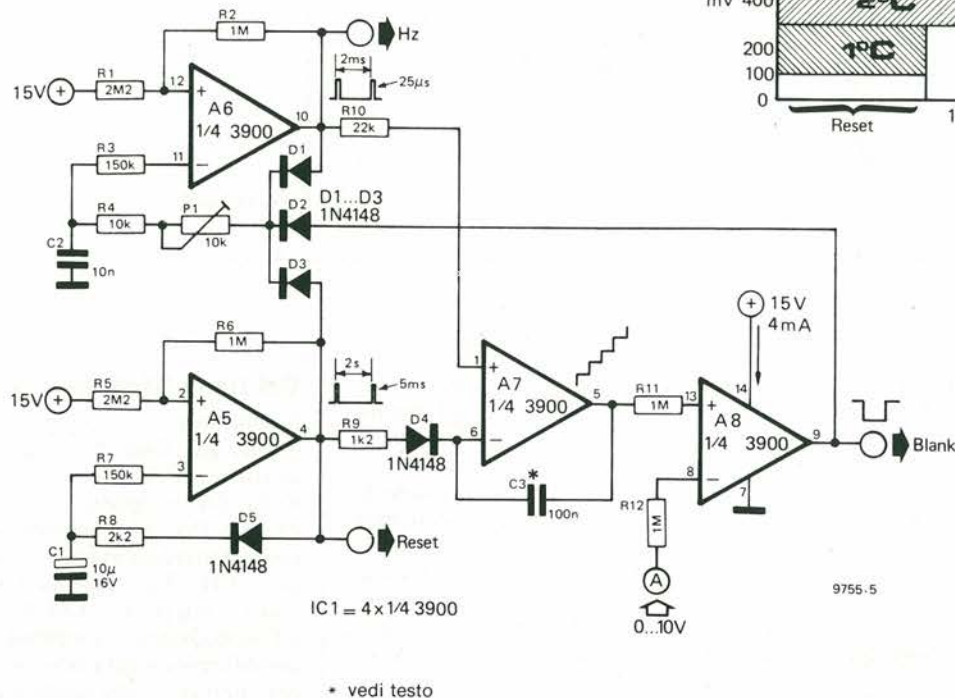 R2
1M
Hz
2ms
25µs
15V
R1
2M2
12
+
A6
1/4 3900
10
R10
22k
R3
150k
11
−
D1
D1...D3
1N4148
D2
R4
10k
P1
10k
C2
10n
D3
R6
1M
2s
5ms
15V
R5
2M2
2
+
A5
1/4 3900
4
R9
1k2
D4
1N4148
R7
150k
3
−
R8
2k2
D5
1N4148
C1
10µ
16V
Reset
IC1 = 4x1/4 3900
1
+
A7
1/4 3900
5
6
−
C3
*
100n
R11
1M
13
+
15V
4mA
14
A8
1/4 3900
9
8
−
7
R12
1M
A
0...10V
Blank
9755-5
mV 400
2°C
200
1°C
100
0
Reset
1
* vedi testo